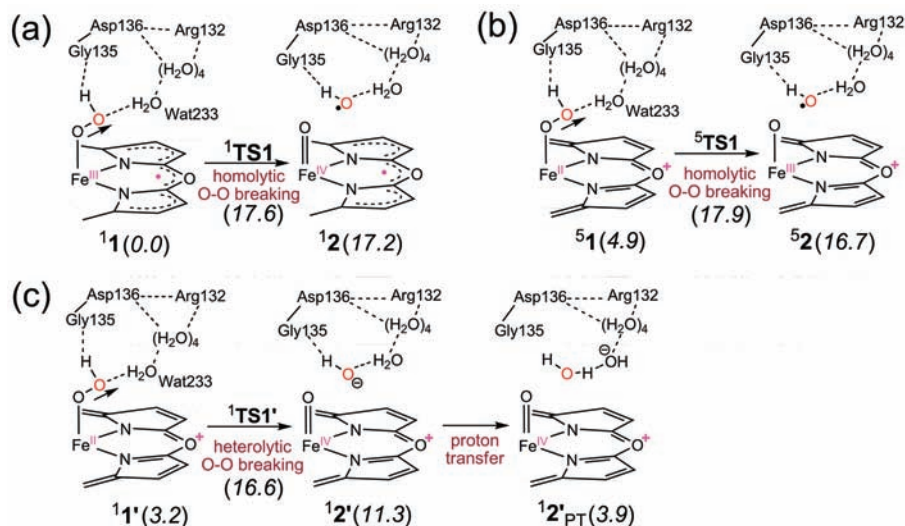 (a)
Asp136 Arg132
Gly135
(H₂O)₄
H
O
H₂O
Wat233
O
N
Feᴵᴵᴵ
•
O
N
¹1(0.0)
¹TS1
homolytic
O-O breaking
(17.6)
Asp136 Arg132
Gly135
(H₂O)₄
H
•O
H₂O
O
N
Feᴵⱽ
•
O
N
¹2(17.2)
(b)
Asp136 Arg132
Gly135
(H₂O)₄
H
O
H₂O
Wat233
O
N
Feᴵᴵ
O⁺
N
⁵1(4.9)
⁵TS1
homolytic
O-O breaking
(17.9)
Asp136 Arg132
Gly135
(H₂O)₄
H
•O
H₂O
O
N
Feᴵᴵᴵ
O⁺
N
⁵2(16.7)
(c)
Asp136 Arg132
Gly135
(H₂O)₄
H
O
H₂O
Wat233
O
N
Feᴵᴵ
O⁺
N
¹1'(3.2)
¹TS1'
heterolytic
O-O breaking
(16.6)
Asp136 Arg132
Gly135
(H₂O)₄
H
O⊖
H₂O
O
N
Feᴵⱽ
O⁺
N
¹2'(11.3)
proton
transfer
Asp136 Arg132
Gly135
(H₂O)₄
H
O
H
⊖OH
O
N
Feᴵⱽ
O⁺
N
¹2'PT(3.9)